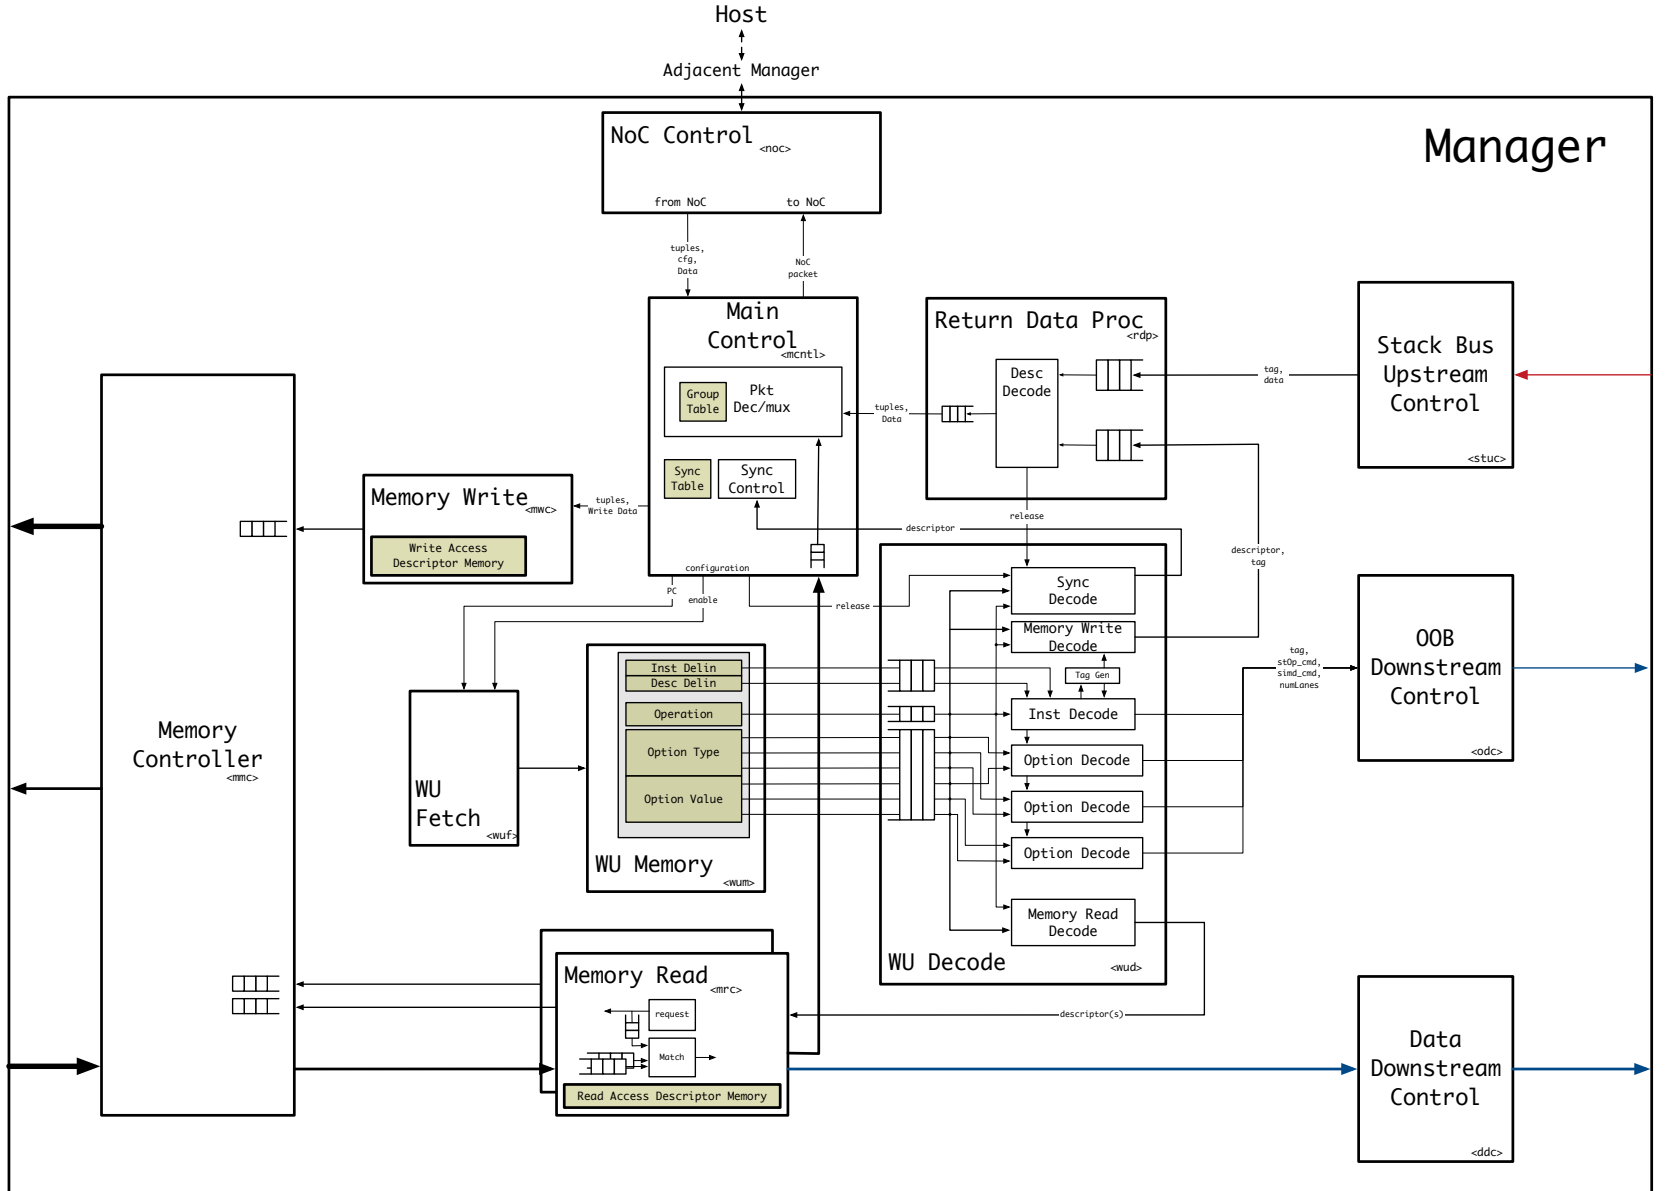 Host
Adjacent Manager
Manager
NoC Control
<noc>
from NoC
to NoC
tuples,
cfg,
Data
NoC
packet
Main
Control
<mcntl>
Group
Table
Pkt
Dec/mux
Sync
Table
Sync
Control
configuration
Return Data Proc
<rdp>
Desc
Decode
tuples,
Data
tag,
data
Stack Bus
Upstream
Control
<stuc>
Memory Write
<mwc>
Write Access
Descriptor Memory
tuples,
Write Data
release
descriptor
descriptor,
tag
PC
enable
release
Memory
Controller
<mmc>
WU
Fetch
<wuf>
Inst Delin
Desc Delin
Operation
Option Type
Option Value
WU Memory
<wum>
Sync
Decode
Memory Write
Decode
Tag Gen
Inst Decode
Option Decode
Option Decode
Option Decode
Memory Read
Decode
WU Decode
<wud>
tag,
stOp_cmd,
simd_cmd,
numLanes
OOB
Downstream
Control
<odc>
Memory Read
<mrc>
request
Match
Read Access Descriptor Memory
descriptor(s)
Data
Downstream
Control
<ddc>